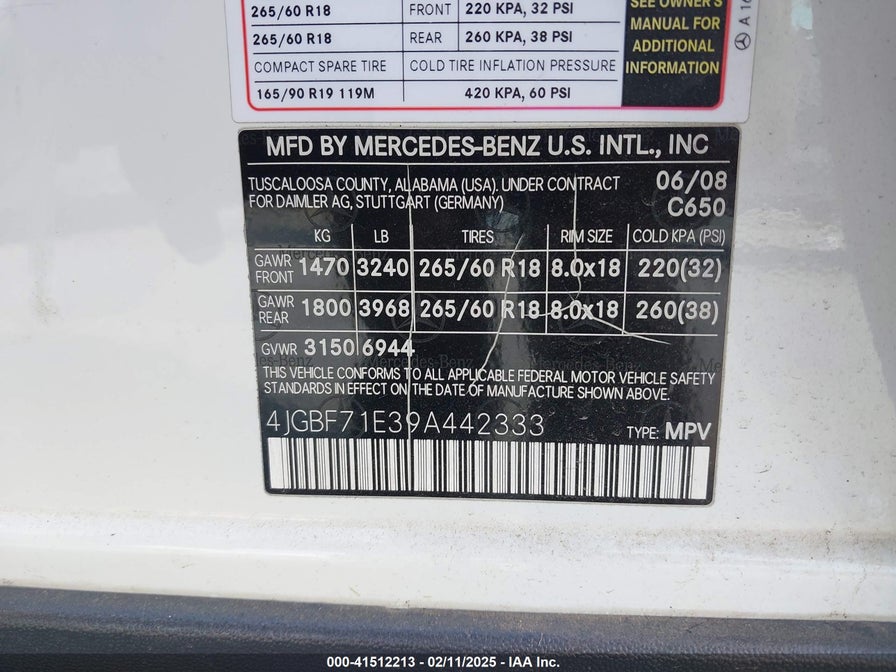 265/60 R18 FRONT 220 KPA, 32 PSI
265/60 R18 REAR 260 KPA, 38 PSI
COMPACT SPARE TIRE COLD TIRE INFLATION PRESSURE
165/90 R19 119M 420 KPA, 60 PSI
SEE OWNER'S
MANUAL FOR
ADDITIONAL
INFORMATION
A 16
MFD BY MERCEDES-BENZ U.S. INTL., INC
TUSCALOOSA COUNTY, ALABAMA (USA). UNDER CONTRACT 06/08
FOR DAIMLER AG, STUTTGART (GERMANY) C650
KG LB TIRES RIM SIZE COLD KPA (PSI)
GAWR FRONT 1470 3240 265/60 R18 8.0x18 220(32)
GAWR REAR 1800 3968 265/60 R18 8.0x18 260(38)
GVWR 3150 6944
THIS VEHICLE CONFORMS TO ALL APPLICABLE FEDERAL MOTOR VEHICLE SAFETY
STANDARDS IN EFFECT ON THE DATE OF MANUFACTURE SHOWN ABOVE.
4JGBF71E39A442333 TYPE: MPV
000-41512213 - 02/11/2025 - IAA Inc.